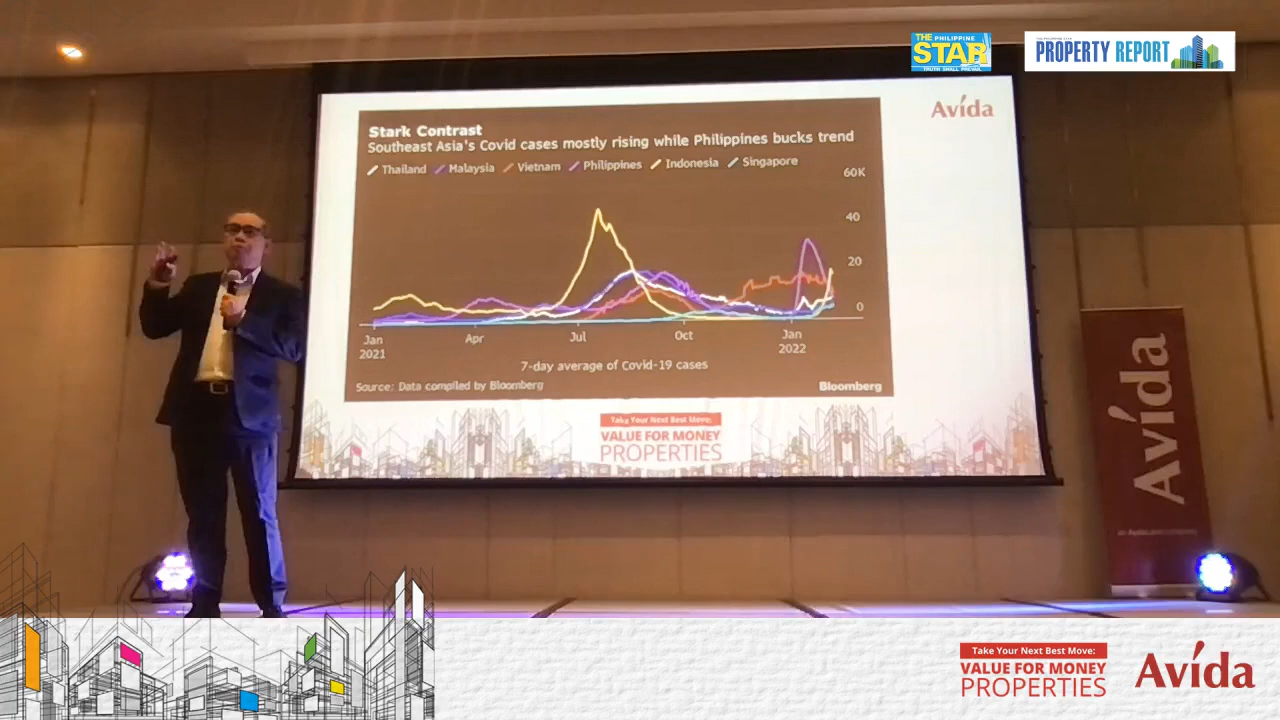 THE PHILIPPINE
STAR
TRUTH SHALL PREVAIL
PROPERTY REPORT
Avida
Stark Contrast
Southeast Asia's Covid cases mostly rising while Philippines bucks trend
Thailand Malaysia Vietnam Philippines Indonesia Singapore
60K
40
20
0
Jan Apr Jul Oct Jan
2021 2022
7-day average of Covid-19 cases
Source: Data compiled by Bloomberg
Bloomberg
Take Your Next Best Move:
VALUE FOR MONEY
PROPERTIES
Avida
Take Your Next Best Move:
VALUE FOR MONEY
PROPERTIES
Avida